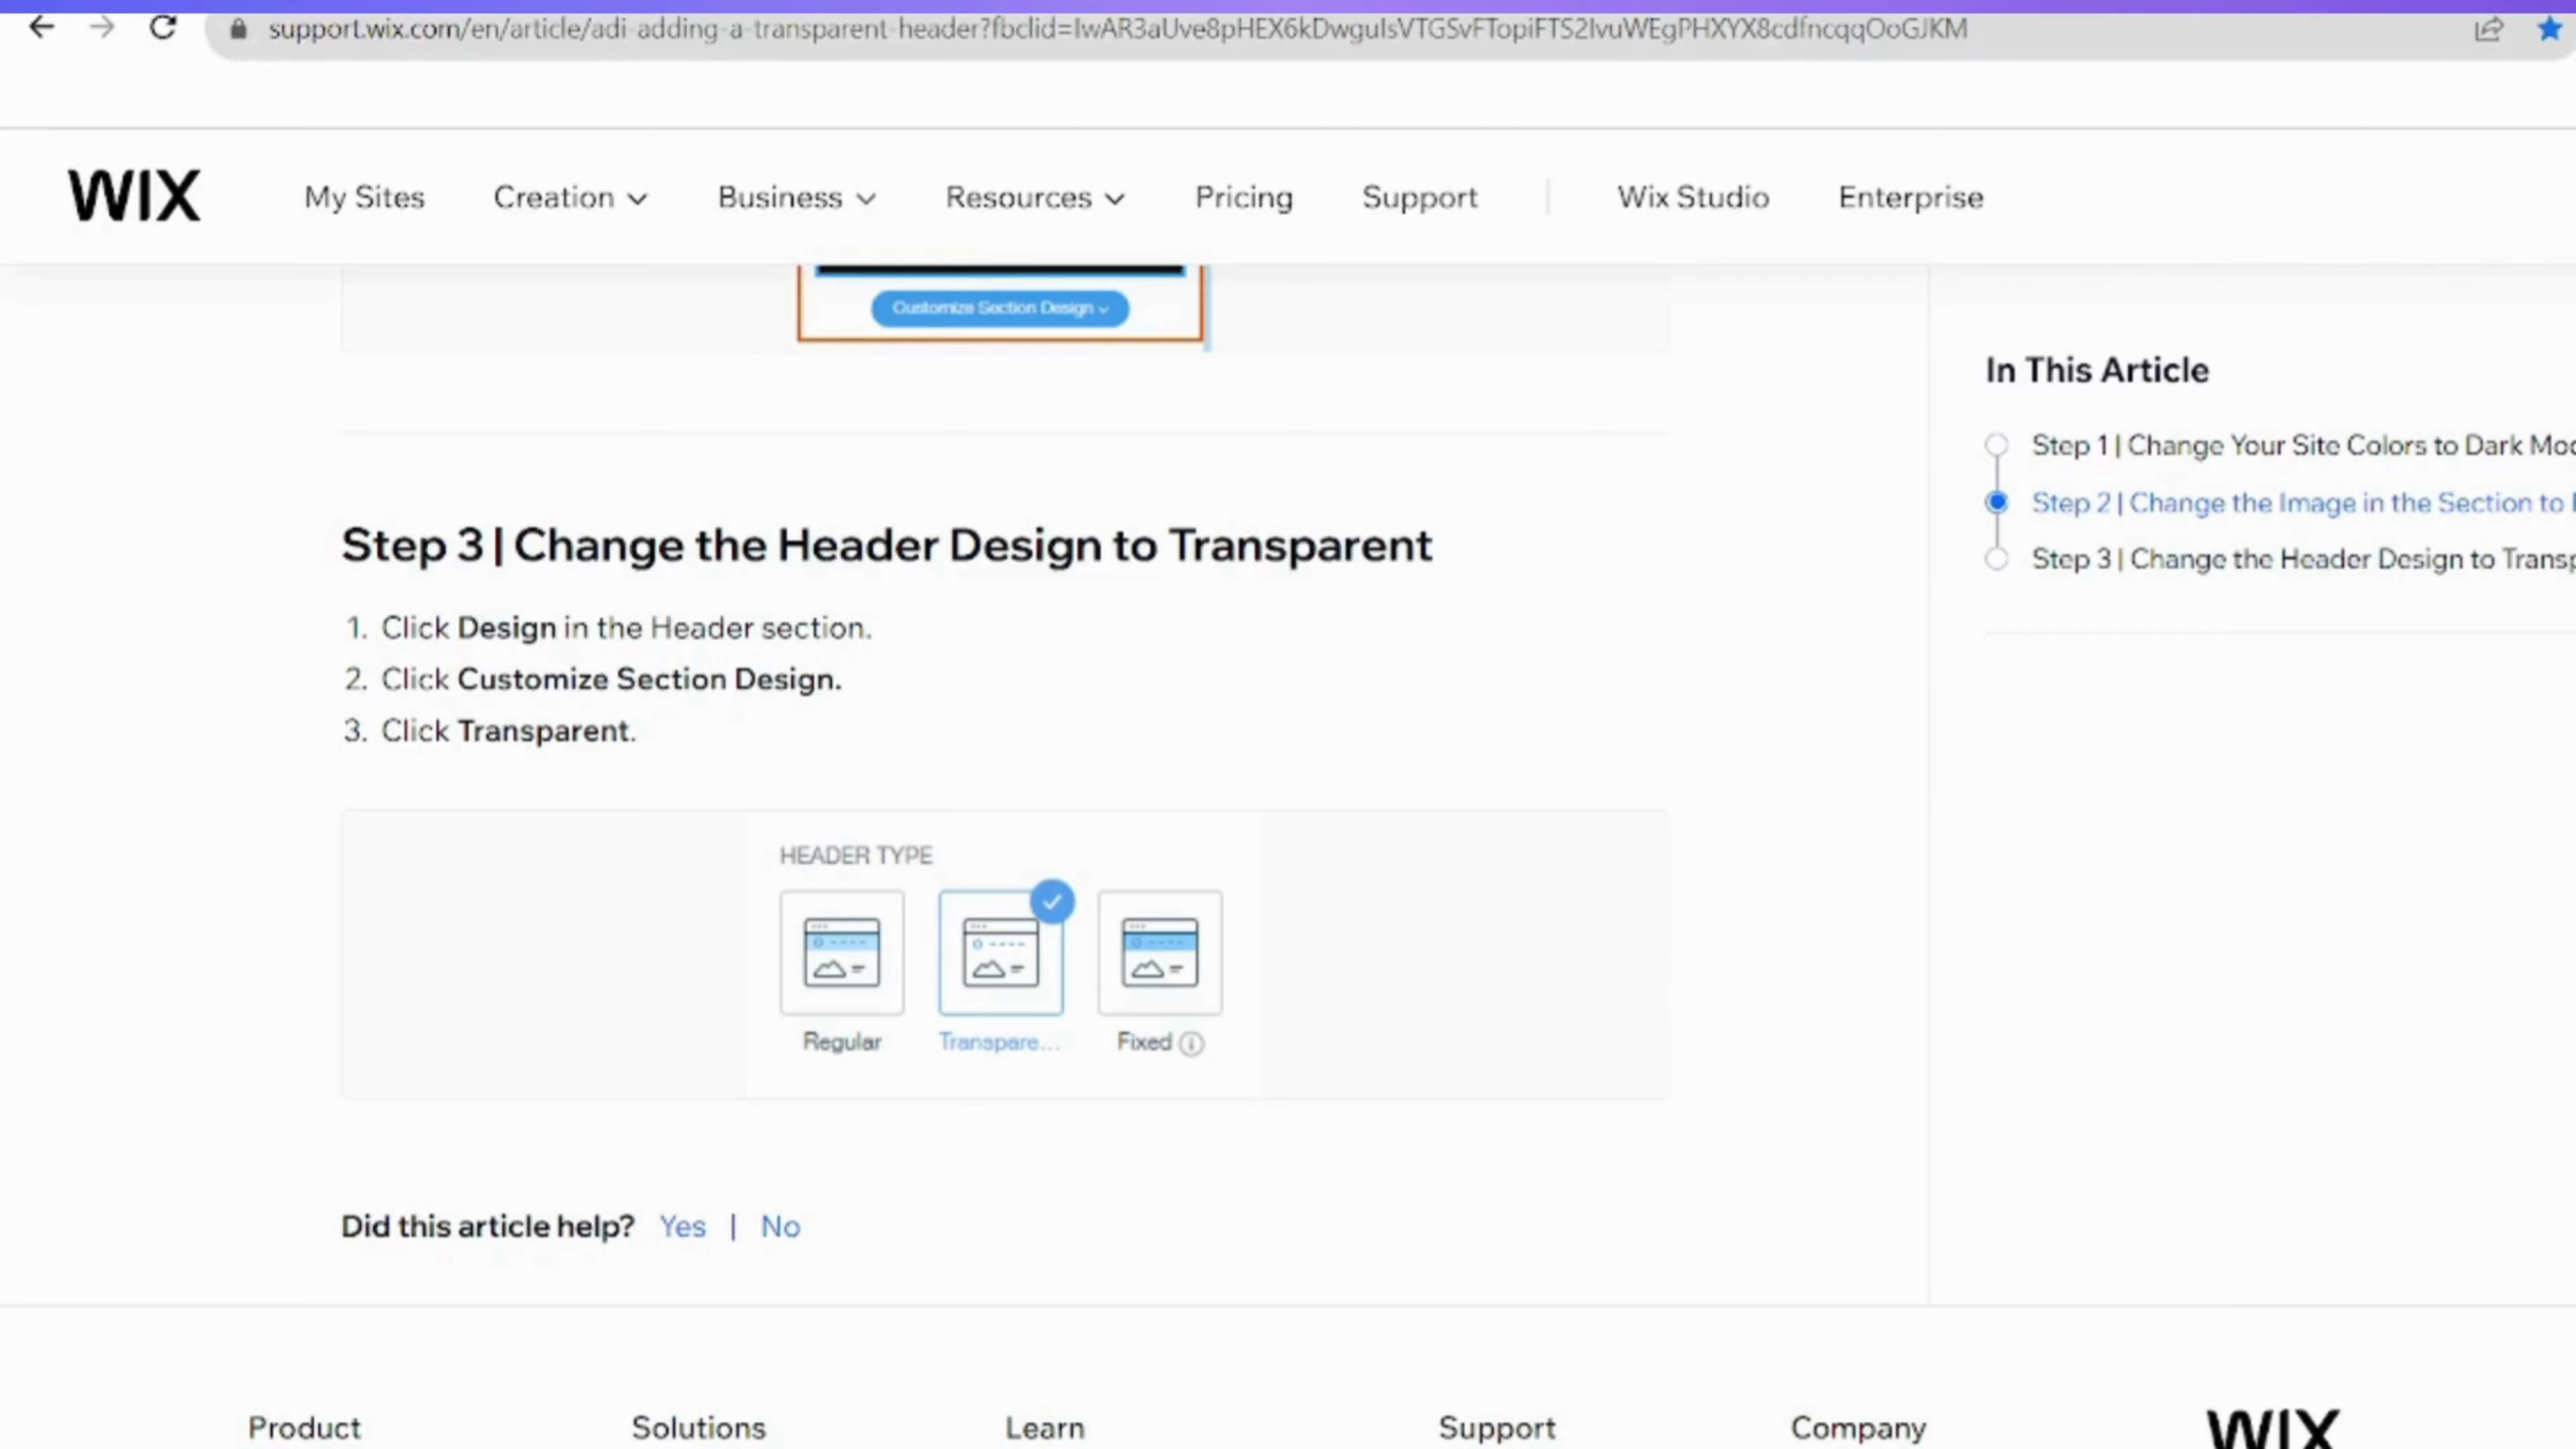 support.wix.com/en/article/adi-adding-a-transparent-header?fbclid=IwAR3aUve8pHEX6kDwguIsVTGSvFTopiFTS2IvuWEgPHXYX8cdfncqqOoGJKM
WIX My Sites Creation Business Resources Pricing Support Wix Studio Enterprise
Customize Section Design
In This Article
Step 1 | Change Your Site Colors to Dark Mo
Step 2 | Change the Image in the Section to
Step 3 | Change the Header Design to Transp
Step 3 | Change the Header Design to Transparent
1. Click Design in the Header section.
2. Click Customize Section Design.
3. Click Transparent.
HEADER TYPE
Regular Transpare... Fixed
Did this article help? Yes | No
Product Solutions Learn Support Company WIX